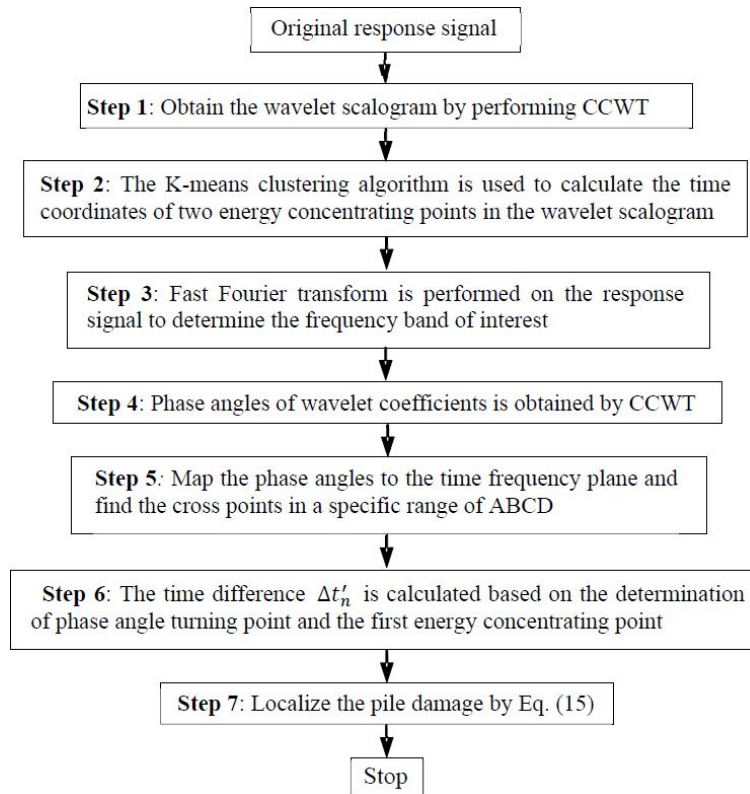 Original response signal
Step 1: Obtain the wavelet scalogram by performing CCWT
Step 2: The K-means clustering algorithm is used to calculate the time
coordinates of two energy concentrating points in the wavelet scalogram
Step 3: Fast Fourier transform is performed on the response
signal to determine the frequency band of interest
Step 4: Phase angles of wavelet coefficients is obtained by CCWT
Step 5: Map the phase angles to the time frequency plane and
find the cross points in a specific range of ABCD
Step 6: The time difference Δt′ₙ is calculated based on the determination
of phase angle turning point and the first energy concentrating point
Step 7: Localize the pile damage by Eq. (15)
Stop